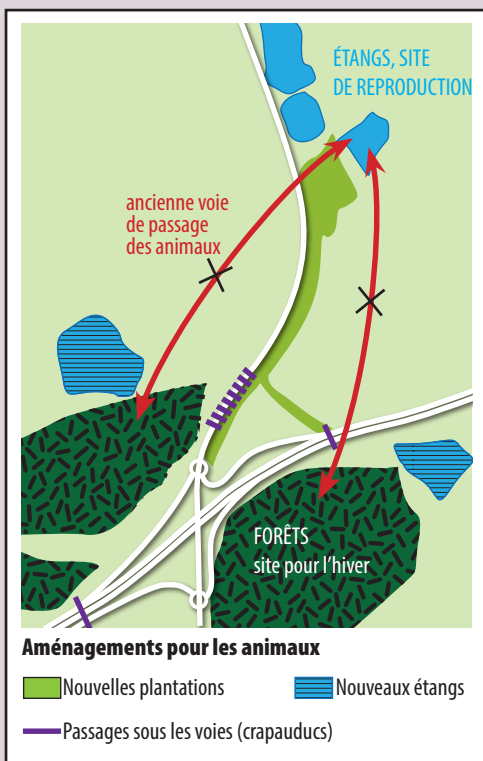 ÉTANGS, SITE
DE REPRODUCTION
ancienne voie
de passage
des animaux
FORÊTS
site pour l'hiver
Aménagements pour les animaux
Nouvelles plantations
Nouveaux étangs
Passages sous les voies (crapauducs)